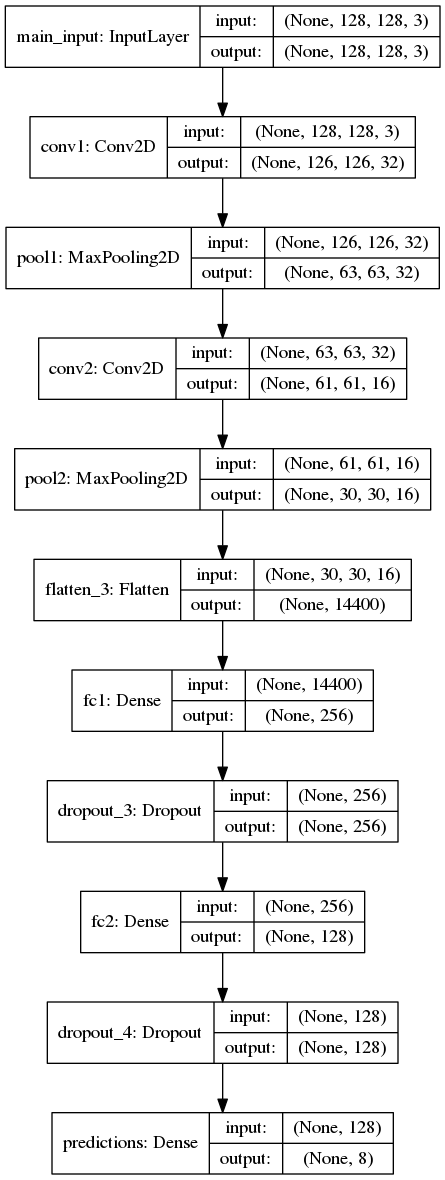 main_input: InputLayer
input: (None, 128, 128, 3)
output: (None, 128, 128, 3)
conv1: Conv2D
input: (None, 128, 128, 3)
output: (None, 126, 126, 32)
pool1: MaxPooling2D
input: (None, 126, 126, 32)
output: (None, 63, 63, 32)
conv2: Conv2D
input: (None, 63, 63, 32)
output: (None, 61, 61, 16)
pool2: MaxPooling2D
input: (None, 61, 61, 16)
output: (None, 30, 30, 16)
flatten_3: Flatten
input: (None, 30, 30, 16)
output: (None, 14400)
fc1: Dense
input: (None, 14400)
output: (None, 256)
dropout_3: Dropout
input: (None, 256)
output: (None, 256)
fc2: Dense
input: (None, 256)
output: (None, 128)
dropout_4: Dropout
input: (None, 128)
output: (None, 128)
predictions: Dense
input: (None, 128)
output: (None, 8)